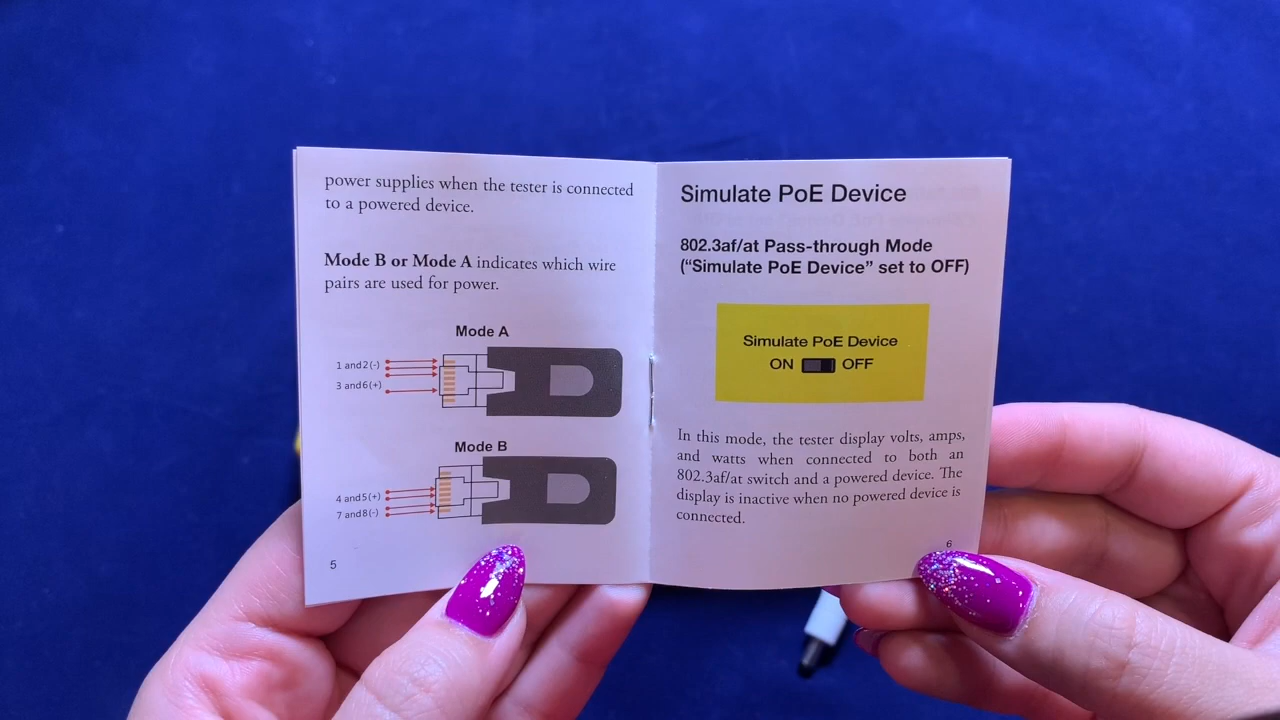 power supplies when the tester is connected
to a powered device.
Mode B or Mode A indicates which wire
pairs are used for power.
Mode A
1 and 2 (-)
3 and 6 (+)
Mode B
4 and 5 (+)
7 and 8 (-)
5
Simulate PoE Device
802.3af/at Pass-through Mode
(“Simulate PoE Device” set to OFF)
Simulate PoE Device
ON OFF
In this mode, the tester display volts, amps,
and watts when connected to both an
802.3af/at switch and a powered device. The
display is inactive when no powered device is
connected.
6